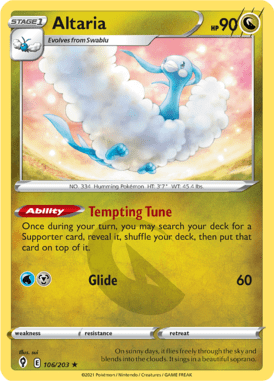 STAGE 1
Altaria
HP 90
Evolves from Swablu
NO. 334 Humming Pokémon HT: 3'7" WT: 45.4 lbs.
Ability Tempting Tune
Once during your turn, you may search your deck for a
Supporter card, reveal it, shuffle your deck, then put that
card on top of it.
Glide 60
weakness resistance retreat
E 106/203 ★
On sunny days, it flies freely through the sky and
blends into the clouds. It sings in a beautiful soprano.
©2021 Pokémon / Nintendo / Creatures / GAME FREAK